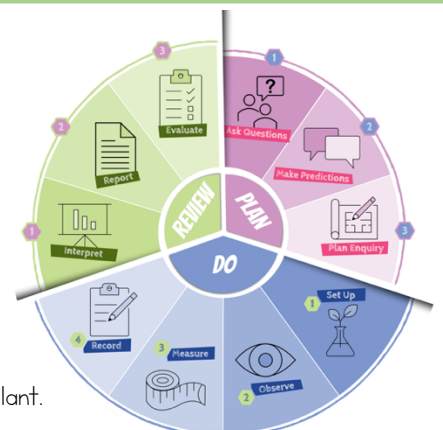 1
Ask Questions
2
Make Predictions
3
Plan Enquiry
PLAN
1
Set Up
2
Observe
3
Measure
4
Record
DO
1
Interpret
2
Report
3
Evaluate
REVIEW
?
lant.